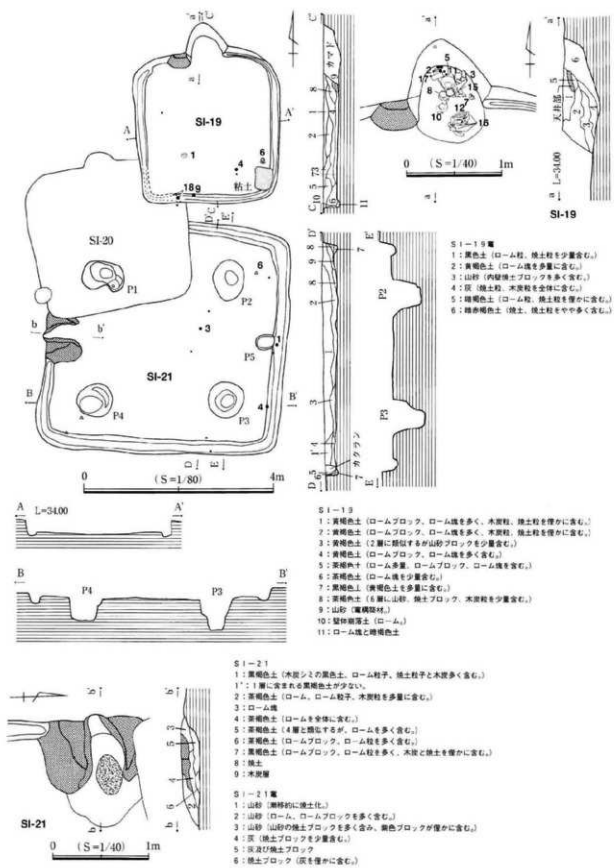 SI-19
カマド
粘土
SI-20
P1
P2
P5
SI-21
P4
P3
0 (S=1/80) 4m
カクラン
0 (S=1/40) 1m
天井部
L=34.00
SI-19
SI-19竈
1:黒色土(ローム粒、焼土粒を少量含む。)
2:黄褐色土(ローム塊を多量に含む。)
3:山砂(内壁焼土ブロックを多く含む。)
4:灰(焼土粒、木炭粒を全体に含む。)
5:暗褐色土(ローム粒、焼土粒を僅かに含む。)
6:暗赤褐色土(焼土、焼土粒をやや多く含む。)
P2
P3
A L=34.00 A'
B P4 P3 B'
SI-19
1:黄褐色土(ロームブロック、ローム塊を多く、木炭粒、焼土粒を僅かに含む。)
2:黄褐色土(ロームブロック、ローム塊を多く、木炭粒、焼土粒を僅かに含む。)
3:黄褐色土(2層に類似するが山砂ブロックを少量含む。)
4:黄褐色土(ロームブロック、ローム塊を多く含む。)
5:茶褐色土(ローム多量、ロームブロック、ローム塊を含む。)
6:茶褐色土(ローム塊を少量含む。)
7:黒褐色土(黄褐色土を多量に含む。)
8:茶褐色土(6層に山砂、焼土ブロック、木炭粒を少量含む。)
9:山砂(竈構築材。)
10:壁体崩落土(ローム。)
11:ローム塊と暗褐色土
SI-21
1:黒褐色土(木炭シミの黒色土、ローム粒子、焼土粒子と木炭多く含む。)
1':1層に含まれる黒褐色土が少ない。
2:茶褐色土(ローム、ローム粒子、木炭粒を多量に含む。)
3:ローム塊
4:茶褐色土(ロームを全体に含む。)
5:茶褐色土(4層と類似するが、ロームを多く含む。)
6:茶褐色土(ロームブロック、ローム粒を多く含む。)
7:黒褐色土(ロームブロック、ローム粒を多く、木炭と焼土を僅かに含む。)
8:焼土
9:木炭層
SI-21竈
1:山砂(漸移的に焼土化。)
2:山砂(ローム、ロームブロックを多く含む。)
3:山砂(山砂の焼土ブロックを多く含み、紫色ブロックが僅かに含む。)
4:灰(焼土ブロックを少量含む。)
5:灰及び焼土ブロック
6:焼土ブロック(灰を僅かに含む。)
SI-21
0 (S=1/40) 1m